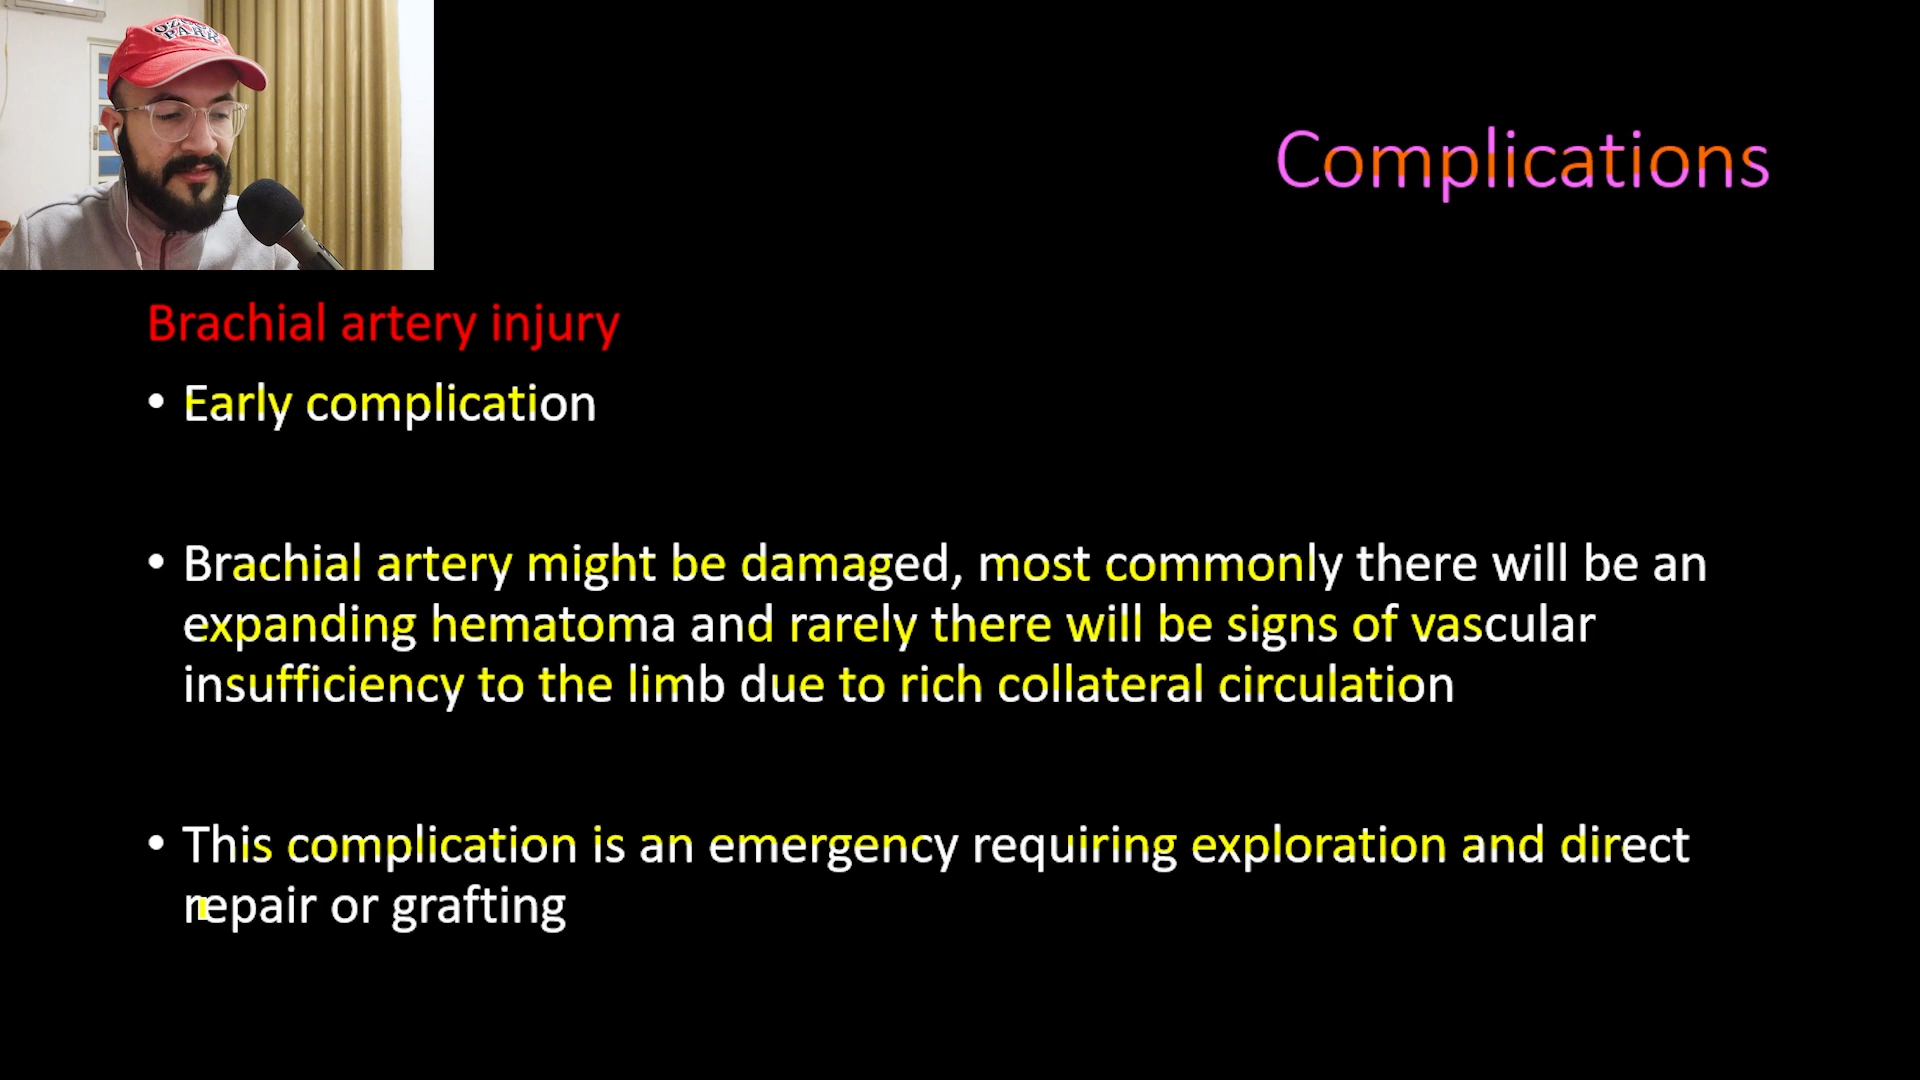 Complications
Brachial artery injury
• Early complication
• Brachial artery might be damaged, most commonly there will be an
expanding hematoma and rarely there will be signs of vascular
insufficiency to the limb due to rich collateral circulation
• This complication is an emergency requiring exploration and direct
repair or grafting